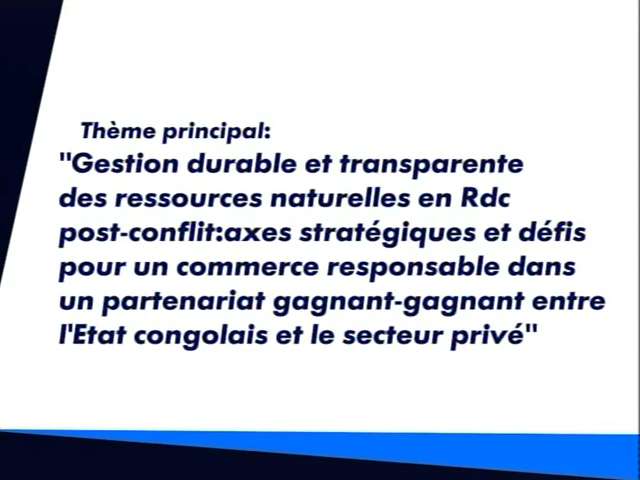 Thème principal:
"Gestion durable et transparente
des ressources naturelles en Rdc
post-conflit:axes stratégiques et défis
pour un commerce responsable dans
un partenariat gagnant-gagnant entre
l'Etat congolais et le secteur privé"